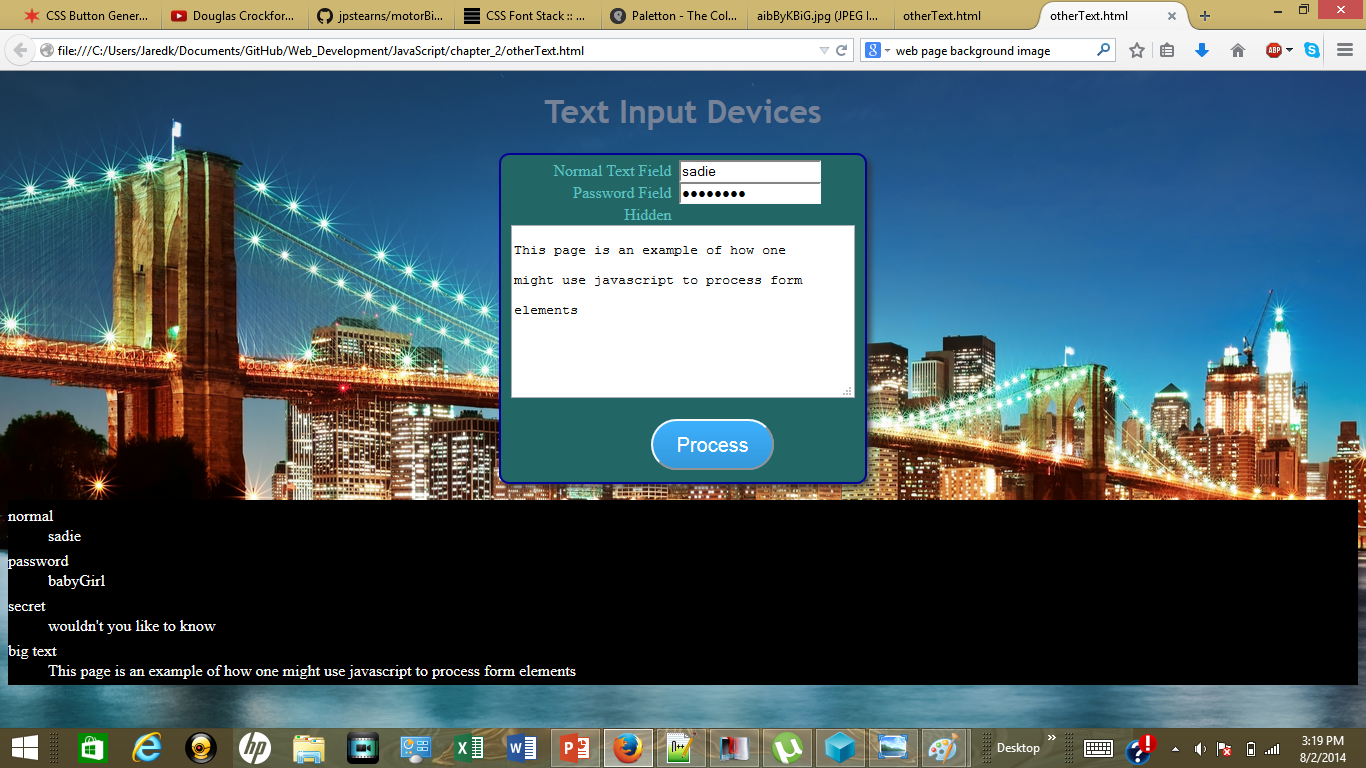 CSS Button Gener...
Douglas Crockfor...
jpstearns/motorBi...
CSS Font Stack :: ...
Paletton - The Col...
aibByKBiG.jpg (JPEG I...
otherText.html
otherText.html
file:///C:/Users/Jaredk/Documents/GitHub/Web_Development/JavaScript/chapter_2/otherText.html
8
web page background image
ABP
Text Input Devices
Normal Text Field
sadie
Password Field
●●●●●●●●
Hidden
This page is an example of how one
might use javascript to process form
elements
Process
normal
sadie
password
babyGirl
secret
wouldn't you like to know
big text
This page is an example of how one might use javascript to process form elements
Desktop
3:19 PM
8/2/2014